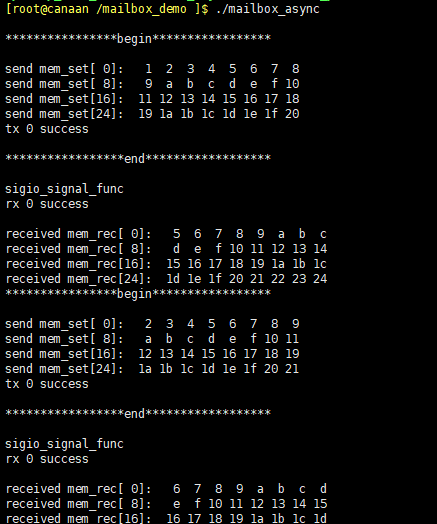 [root@canaan /mailbox_demo ]$ ./mailbox_async
*****************begin*****************
send mem_set[ 0]:   1  2  3  4  5  6  7  8
send mem_set[ 8]:   9  a  b  c  d  e  f 10
send mem_set[16]:  11 12 13 14 15 16 17 18
send mem_set[24]:  19 1a 1b 1c 1d 1e 1f 20
tx 0 success
*****************end******************
sigio_signal_func
rx 0 success
received mem_rec[ 0]:   5  6  7  8  9  a  b  c
received mem_rec[ 8]:   d  e  f 10 11 12 13 14
received mem_rec[16]:  15 16 17 18 19 1a 1b 1c
received mem_rec[24]:  1d 1e 1f 20 21 22 23 24
*****************begin*****************
send mem_set[ 0]:   2  3  4  5  6  7  8  9
send mem_set[ 8]:   a  b  c  d  e  f 10 11
send mem_set[16]:  12 13 14 15 16 17 18 19
send mem_set[24]:  1a 1b 1c 1d 1e 1f 20 21
tx 0 success
*****************end******************
sigio_signal_func
rx 0 success
received mem_rec[ 0]:   6  7  8  9  a  b  c  d
received mem_rec[ 8]:   e  f 10 11 12 13 14 15
received mem_rec[16]:  16 17 18 19 1a 1b 1c 1d